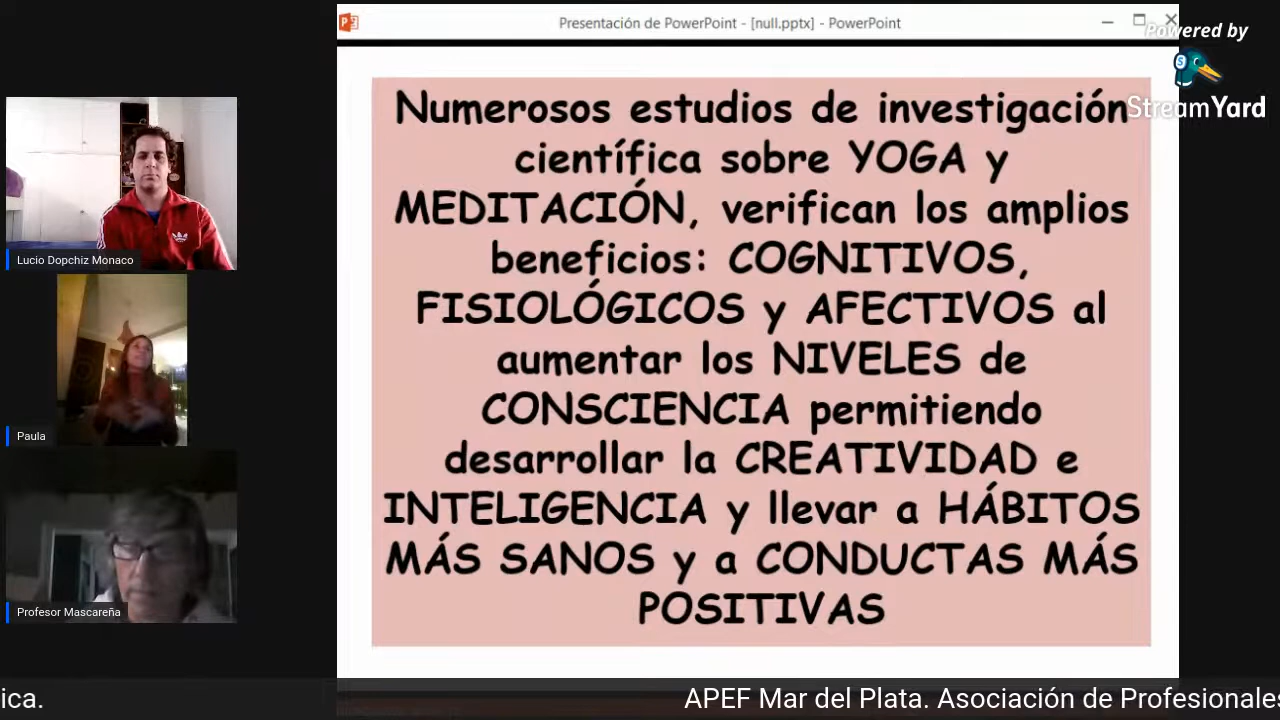 Presentación de PowerPoint - [null.pptx] - PowerPoint
Powered by
StreamYard
Numerosos estudios de investigación
científica sobre YOGA y
MEDITACIÓN, verifican los amplios
beneficios: COGNITIVOS,
FISIOLÓGICOS y AFECTIVOS al
aumentar los NIVELES de
CONSCIENCIA permitiendo
desarrollar la CREATIVIDAD e
INTELIGENCIA y llevar a HÁBITOS
MÁS SANOS y a CONDUCTAS MÁS
POSITIVAS
Lucio Dopchiz Monaco
Paula
Profesor Mascareña
ica. APEF Mar del Plata. Asociación de Profesionales